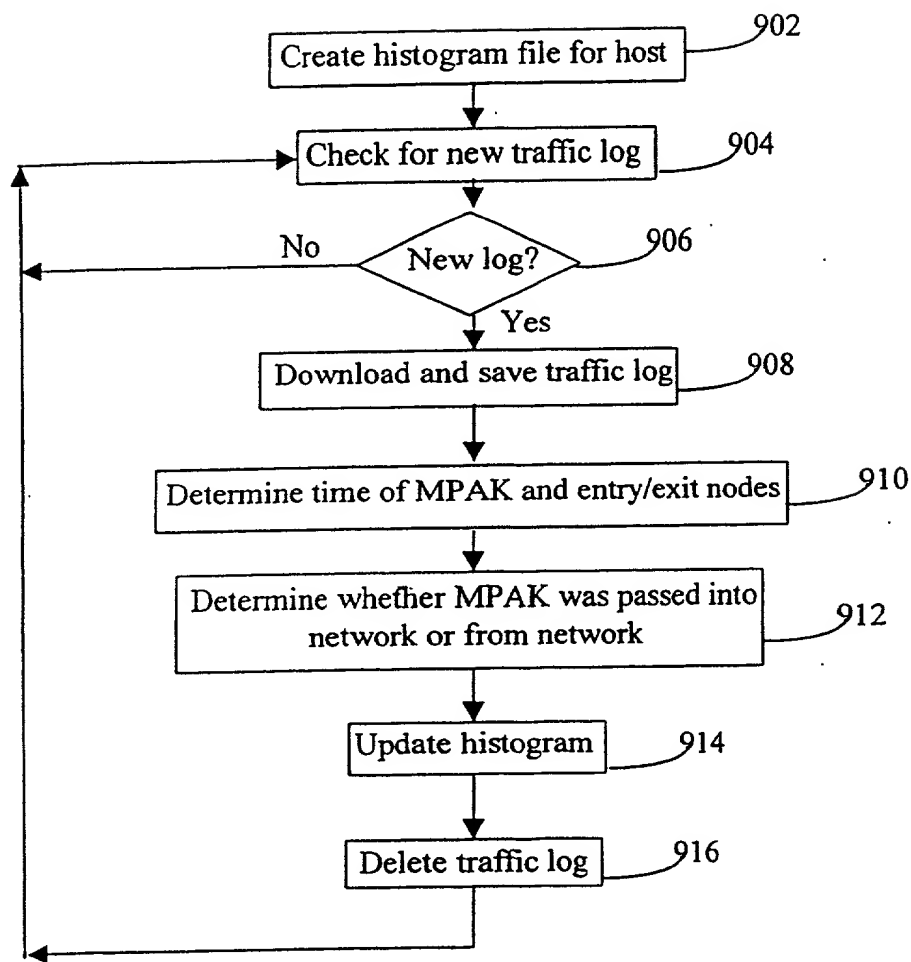 Create histogram file for host
902
Check for new traffic log
904
New log?
906
No
Yes
Download and save traffic log
908
Determine time of MPAK and entry/exit nodes
910
Determine whether MPAK was passed into
network or from network
912
Update histogram
914
Delete traffic log
916